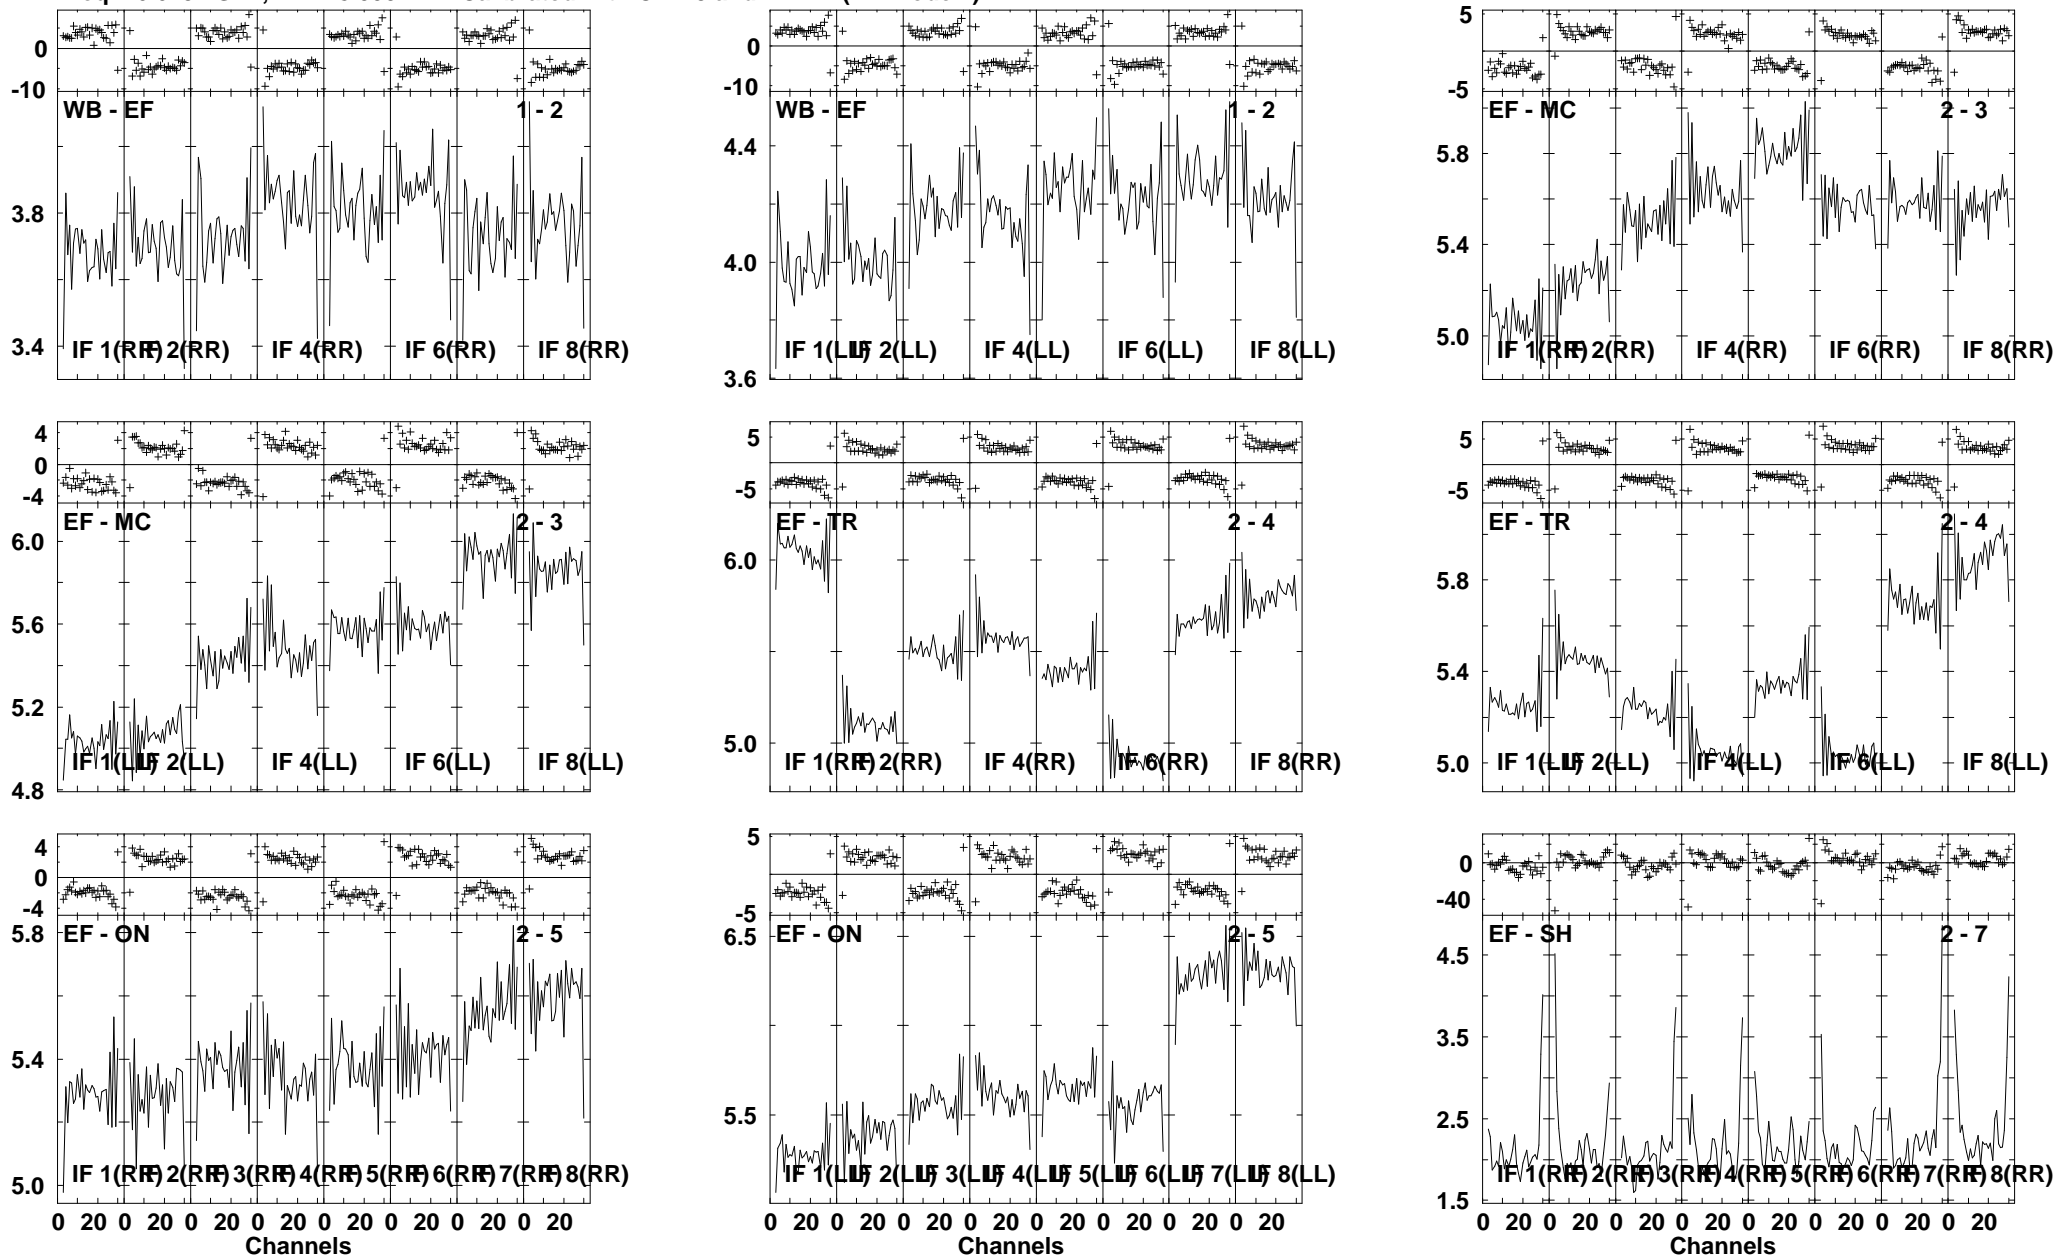 5
0
0
-10
-10
-5
WB - EF 1 - 2
WB - EF 1 - 2
EF - MC 2 - 3
3.8
3.4
4.4
4.0
3.6
5.8
5.4
5.0
IF 1(RR) IF 2(RR) IF 4(RR) IF 6(RR) IF 8(RR)
IF 1(LL) IF 2(LL) IF 4(LL) IF 6(LL) IF 8(LL)
IF 1(RR) IF 2(RR) IF 4(RR) IF 6(RR) IF 8(RR)
4
0
-4
5
-5
5
-5
EF - MC 2 - 3
EF - TR 2 - 4
EF - TR 2 - 4
6.0
5.6
5.2
4.8
6.0
5.0
5.8
5.4
5.0
IF 1(LL) IF 2(LL) IF 4(LL) IF 6(LL) IF 8(LL)
IF 1(RR) IF 2(RR) IF 4(RR) IF 6(RR) IF 8(RR)
IF 1(LL) IF 2(LL) IF 4(LL) IF 6(LL) IF 8(LL)
4
0
-4
5
-5
0
-40
EF - ON 2 - 5
EF - ON 2 - 5
EF - SH 2 - 7
5.8
5.4
5.0
6.5
5.5
4.5
3.5
2.5
1.5
IF 1(RR) IF 2(RR) IF 3(RR) IF 4(RR) IF 5(RR) IF 6(RR) IF 7(RR) IF 8(RR)
IF 1(LL) IF 2(LL) IF 3(LL) IF 4(LL) IF 5(LL) IF 6(LL) IF 7(LL) IF 8(LL)
IF 1(RR) IF 2(RR) IF 3(RR) IF 4(RR) IF 5(RR) IF 6(RR) IF 7(RR) IF 8(RR)
0 20 0 20 0 20 0 20 0 20 0 20 0 20 0 20
0 20 0 20 0 20 0 20 0 20 0 20 0 20 0 20
0 20 0 20 0 20 0 20 0 20 0 20 0 20 0 20
Channels
Channels
Channels